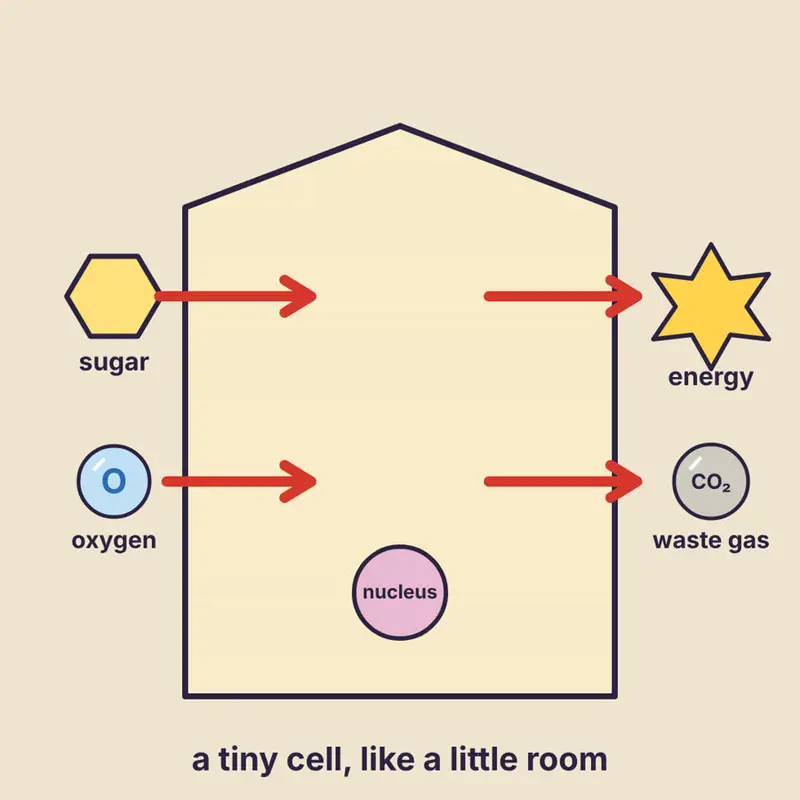 sugar
energy
O
CO₂
oxygen
waste gas
nucleus
a tiny cell, like a little room